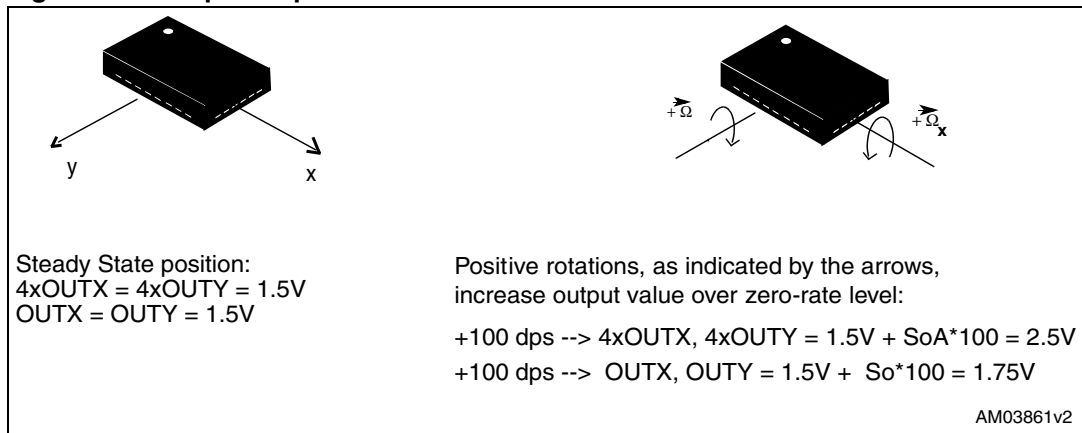 y
x
+Ω
+Ωx
Steady State position:
4xOUTX = 4xOUTY = 1.5V
OUTX = OUTY = 1.5V
Positive rotations, as indicated by the arrows,
increase output value over zero-rate level:
+100 dps --> 4xOUTX, 4xOUTY = 1.5V + SoA*100 = 2.5V
+100 dps --> OUTX, OUTY = 1.5V + So*100 = 1.75V
AM03861v2